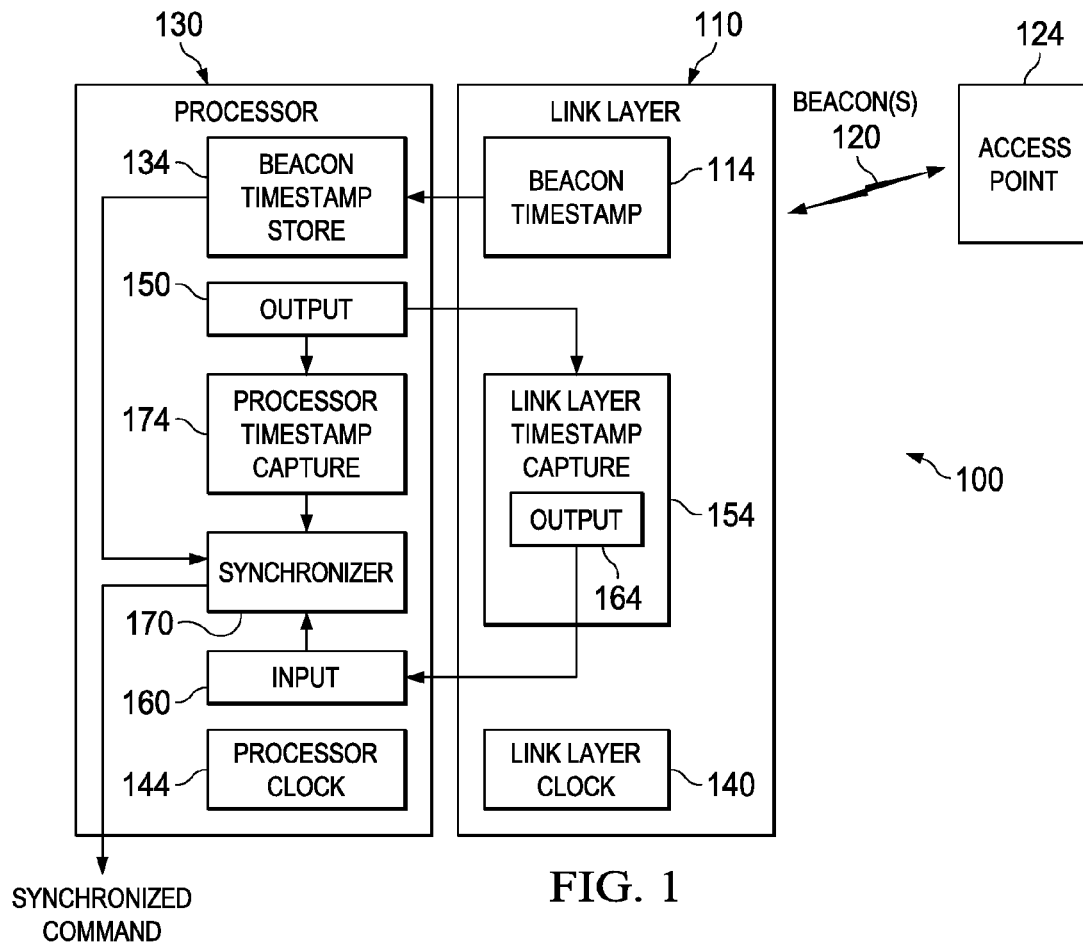 130
110
124
PROCESSOR
LINK LAYER
BEACON(S)
120
ACCESS
POINT
134
BEACON
TIMESTAMP
STORE
BEACON
TIMESTAMP
114
150
OUTPUT
174
PROCESSOR
TIMESTAMP
CAPTURE
LINK LAYER
TIMESTAMP
CAPTURE
OUTPUT
164
154
100
SYNCHRONIZER
170
INPUT
160
PROCESSOR
CLOCK
144
LINK LAYER
CLOCK
140
SYNCHRONIZED
COMMAND
FIG. 1